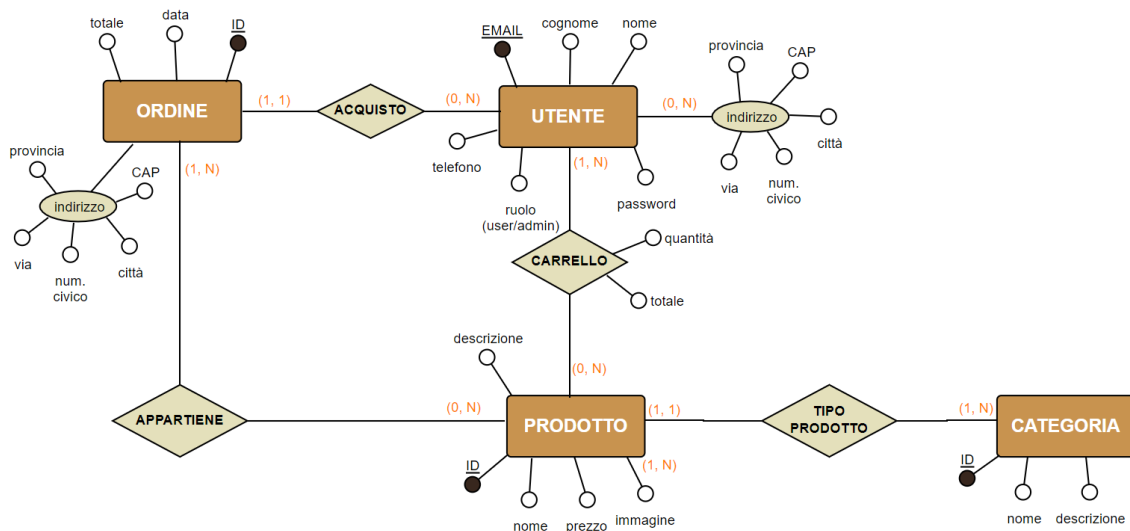 totale
data
ID
EMAIL
cognome
nome
provincia
CAP
ORDINE
(1, 1)
ACQUISTO
(0, N)
UTENTE
(0, N)
indirizzo
città
provincia
(1, N)
CAP
telefono
(1, N)
via
num.
civico
indirizzo
ruolo
(user/admin)
password
via
num.
civico
città
quantità
CARRELLO
totale
descrizione
(0, N)
APPARTIENE
(0, N)
PRODOTTO
(1, 1)
TIPO
PRODOTTO
(1, N)
CATEGORIA
ID
(1, N)
ID
nome
prezzo
immagine
nome
descrizione